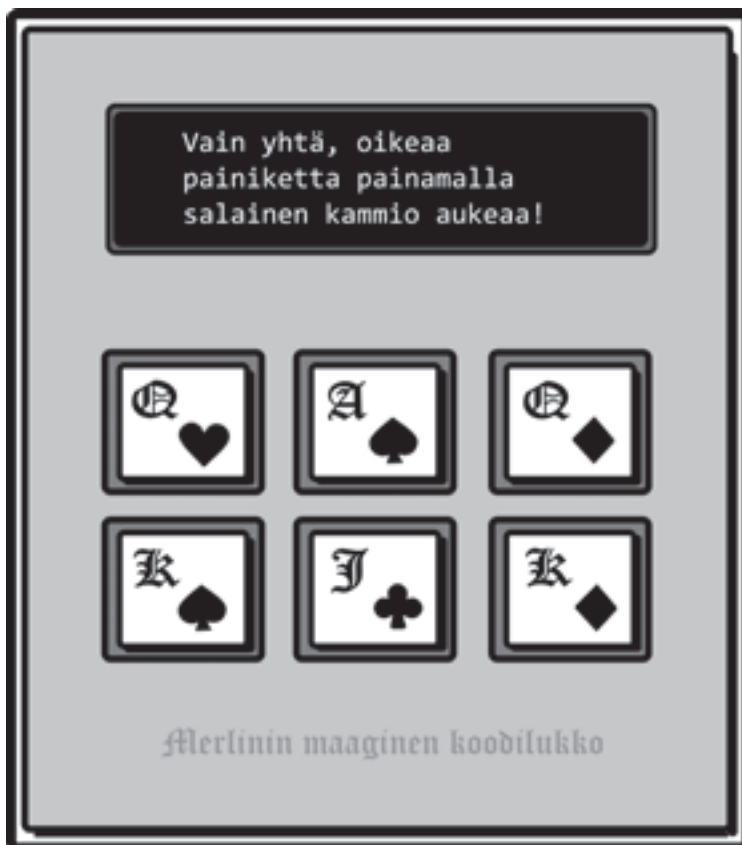 Vain yhtä, oikeaa
painiketta painamalla
salainen kammio aukeaa!
Q A Q
K J K
Merlinin maaginen koodilukko